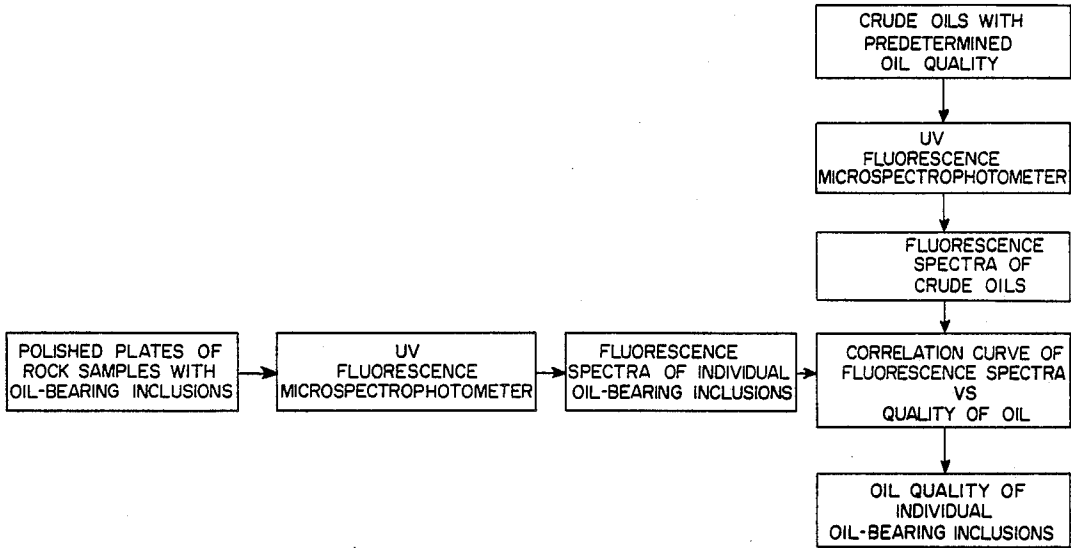 CRUDE OILS WITH
PREDETERMINED
OIL QUALITY
UV
FLUORESCENCE
MICROSPECTROPHOTOMETER
FLUORESCENCE
SPECTRA OF
CRUDE OILS
POLISHED PLATES OF
ROCK SAMPLES WITH
OIL-BEARING INCLUSIONS
UV
FLUORESCENCE
MICROSPECTROPHOTOMETER
FLUORESCENCE
SPECTRA OF INDIVIDUAL
OIL-BEARING INCLUSIONS
CORRELATION CURVE OF
FLUORESCENCE SPECTRA
VS
QUALITY OF OIL
OIL QUALITY OF
INDIVIDUAL
OIL-BEARING INCLUSIONS